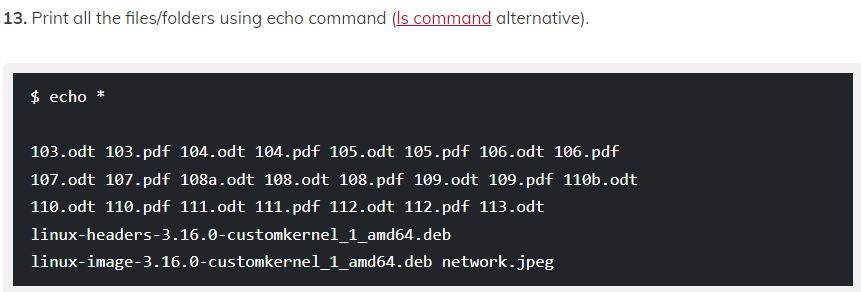 13. Print all the files/folders using echo command (ls command alternative).
$ echo *
103.odt 103.pdf 104.odt 104.pdf 105.odt 105.pdf 106.odt 106.pdf
107.odt 107.pdf 108a.odt 108.odt 108.pdf 109.odt 109.pdf 110b.odt
110.odt 110.pdf 111.odt 111.pdf 112.odt 112.pdf 113.odt
linux-headers-3.16.0-customkernel_1_amd64.deb
linux-image-3.16.0-customkernel_1_amd64.deb network.jpeg